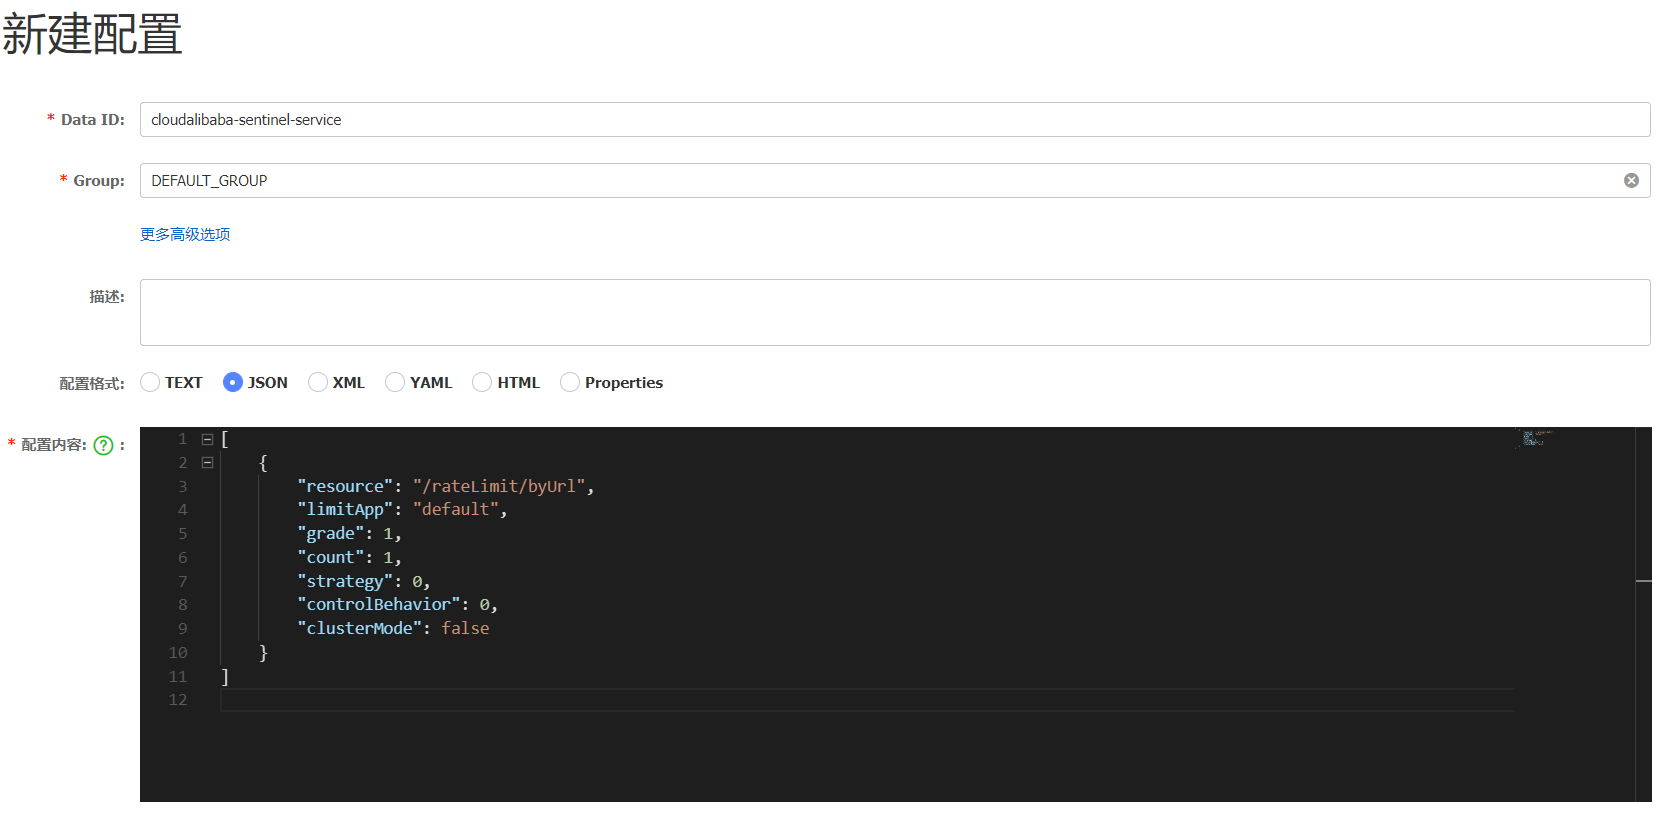 新建配置
* Data ID: cloudalibaba-sentinel-service
* Group: DEFAULT_GROUP
更多高级选项
描述:
配置格式: TEXT JSON XML YAML HTML Properties
* 配置内容: ? :
1 [
2 {
3 "resource": "/rateLimit/byUrl",
4 "limitApp": "default",
5 "grade": 1,
6 "count": 1,
7 "strategy": 0,
8 "controlBehavior": 0,
9 "clusterMode": false
10 }
11 ]
12